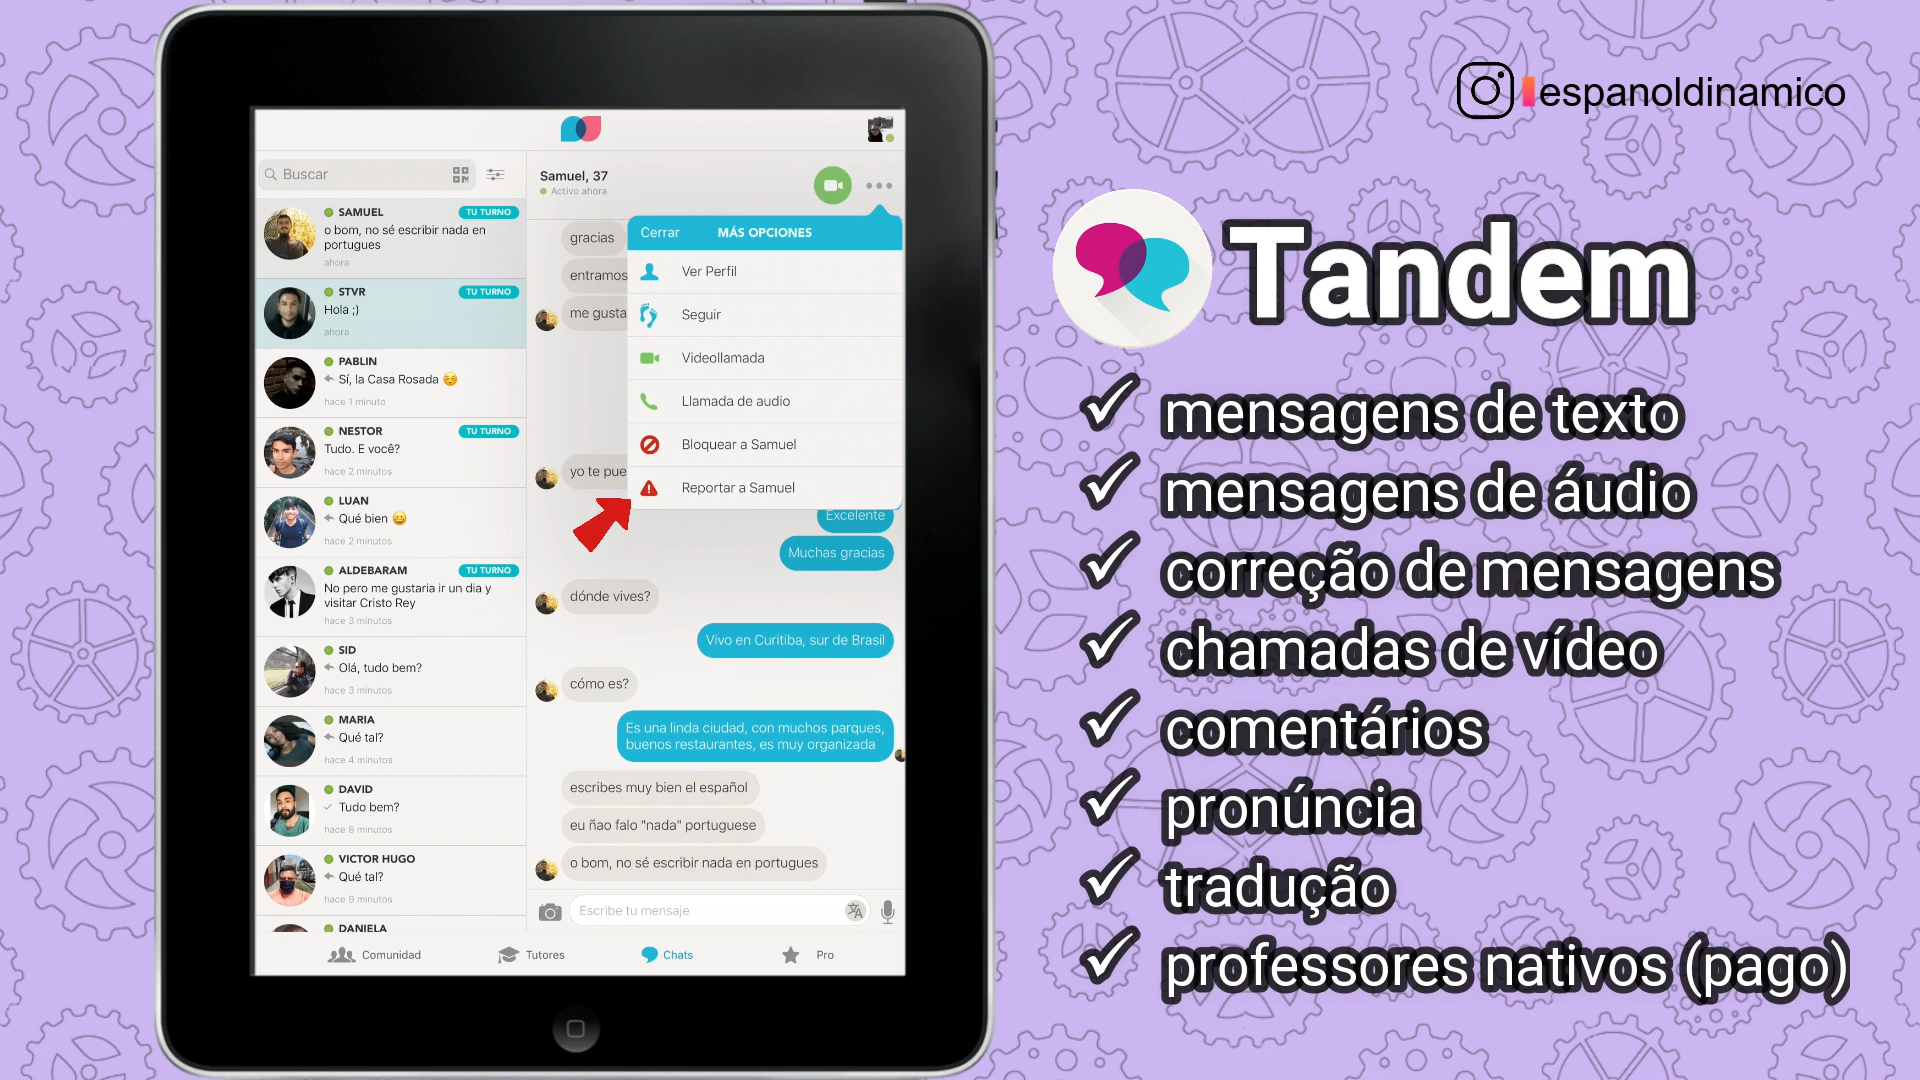 espanoldinamico
Tandem
mensagens de texto
mensagens de áudio
correção de mensagens
chamadas de vídeo
comentários
pronúncia
tradução
professores nativos (pago)
Buscar
SAMUEL
TU TURNO
o bom, no sé escribir nada en
portugues
ahora
STVR
TU TURNO
Hola ;)
ahora
PABLIN
Sí, la Casa Rosada ☺️
hace 1 minuto
NESTOR
TU TURNO
Tudo. E você?
hace 2 minutos
LUAN
Qué bien 😀
hace 2 minutos
ALDEBARAM
TU TURNO
No pero me gustaria ir un dia y
visitar Cristo Rey
hace 3 minutos
SID
Olá, tudo bem?
hace 3 minutos
MARIA
Qué tal?
hace 4 minutos
DAVID
Tudo bem?
hace 8 minutos
VICTOR HUGO
Qué tal?
hace 9 minutos
DANIELA
Samuel, 37
Activo ahora
Cerrar
MÁS OPCIONES
Ver Perfil
Seguir
Videollamada
Llamada de audio
Bloquear a Samuel
Reportar a Samuel
gracias
entramos
me gusta
yo te pue
Excelente
Muchas gracias
dónde vives?
Vivo en Curitiba, sur de Brasil
cómo es?
Es una linda ciudad, con muchos parques,
buenos restaurantes, es muy organizada
escribes muy bien el español
eu ñao falo "nada" portuguese
o bom, no sé escribir nada en portugues
Escribe tu mensaje
Comunidad
Tutores
Chats
Pro